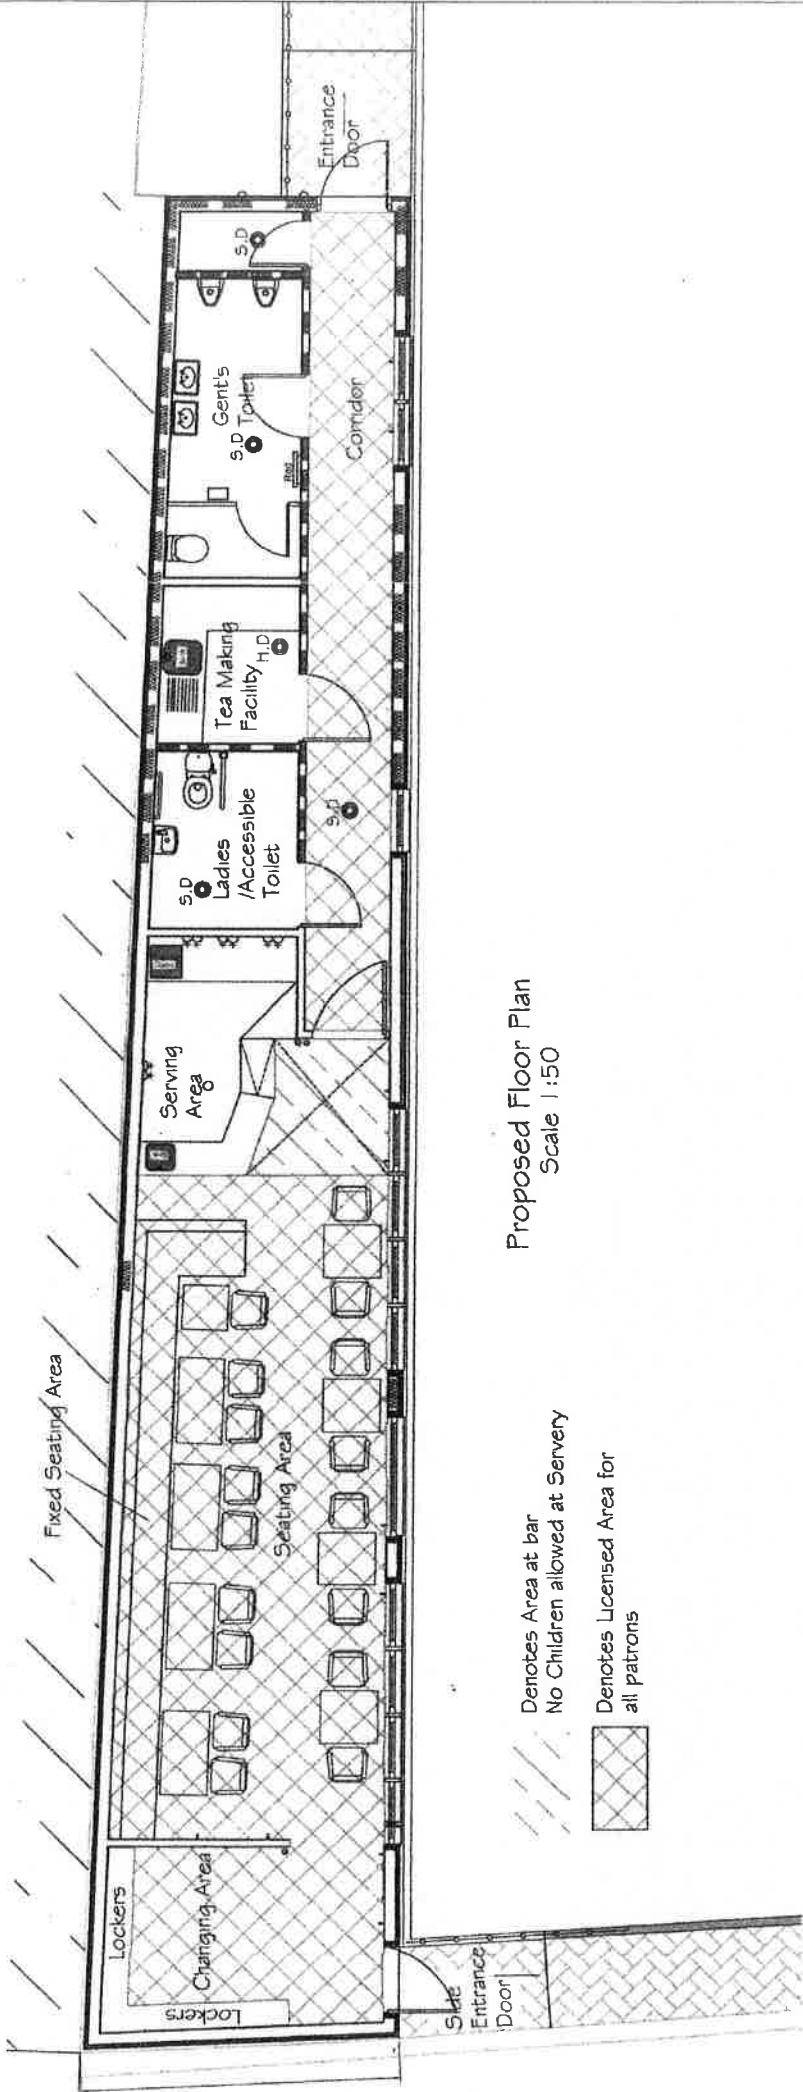 Entrance
Door
S.D
Gent's
Toilet
S.D
Rad
Corridor
Tea Making
Facility
H.D
S.D
Ladies
/Accessible
Toilet
S.D
Serving
Area
Fixed Seating Area
Seating Area
Lockers
Changing Area
Lockers
Side
Entrance
Door
Proposed Floor Plan
Scale 1:50
Denotes Area at bar
No Children allowed at Servery
Denotes Licensed Area for
all patrons